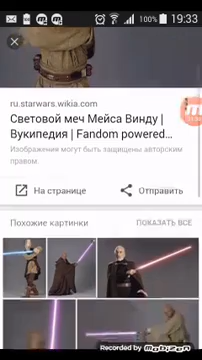 100% 19:33
ru.starwars.wikia.com
Световой меч Мейса Винду |
Вукипедия | Fandom powered...
Изображения могут быть защищены авторским
правом.
На странице
Отправить
Похожие картинки
ПОКАЗАТЬ ВСЕ
Recorded by Mobizen